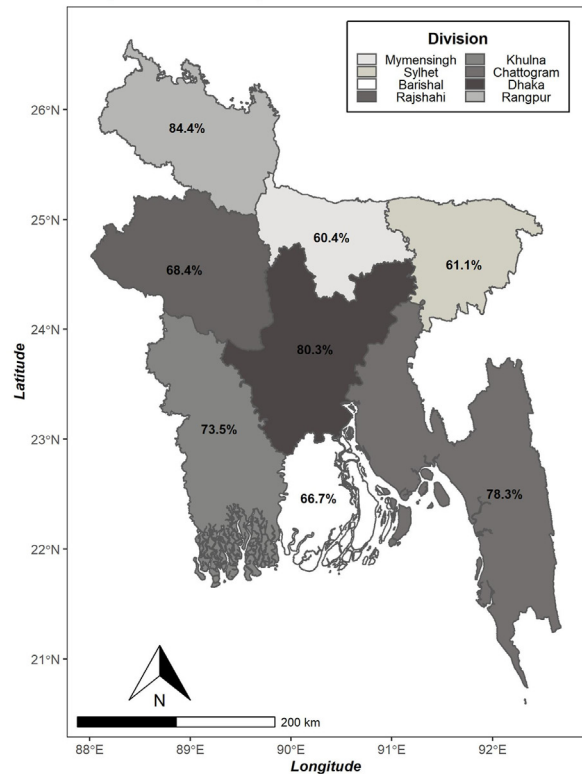 Division
Mymensingh Khulna
Sylhet Chattogram
Barishal Dhaka
Rajshahi Rangpur
26°N
84.4%
25°N
60.4%
61.1%
68.4%
24°N
80.3%
Latitude
23°N
73.5%
66.7%
78.3%
22°N
21°N
N
200 km
88°E 89°E 90°E 91°E 92°E
Longitude